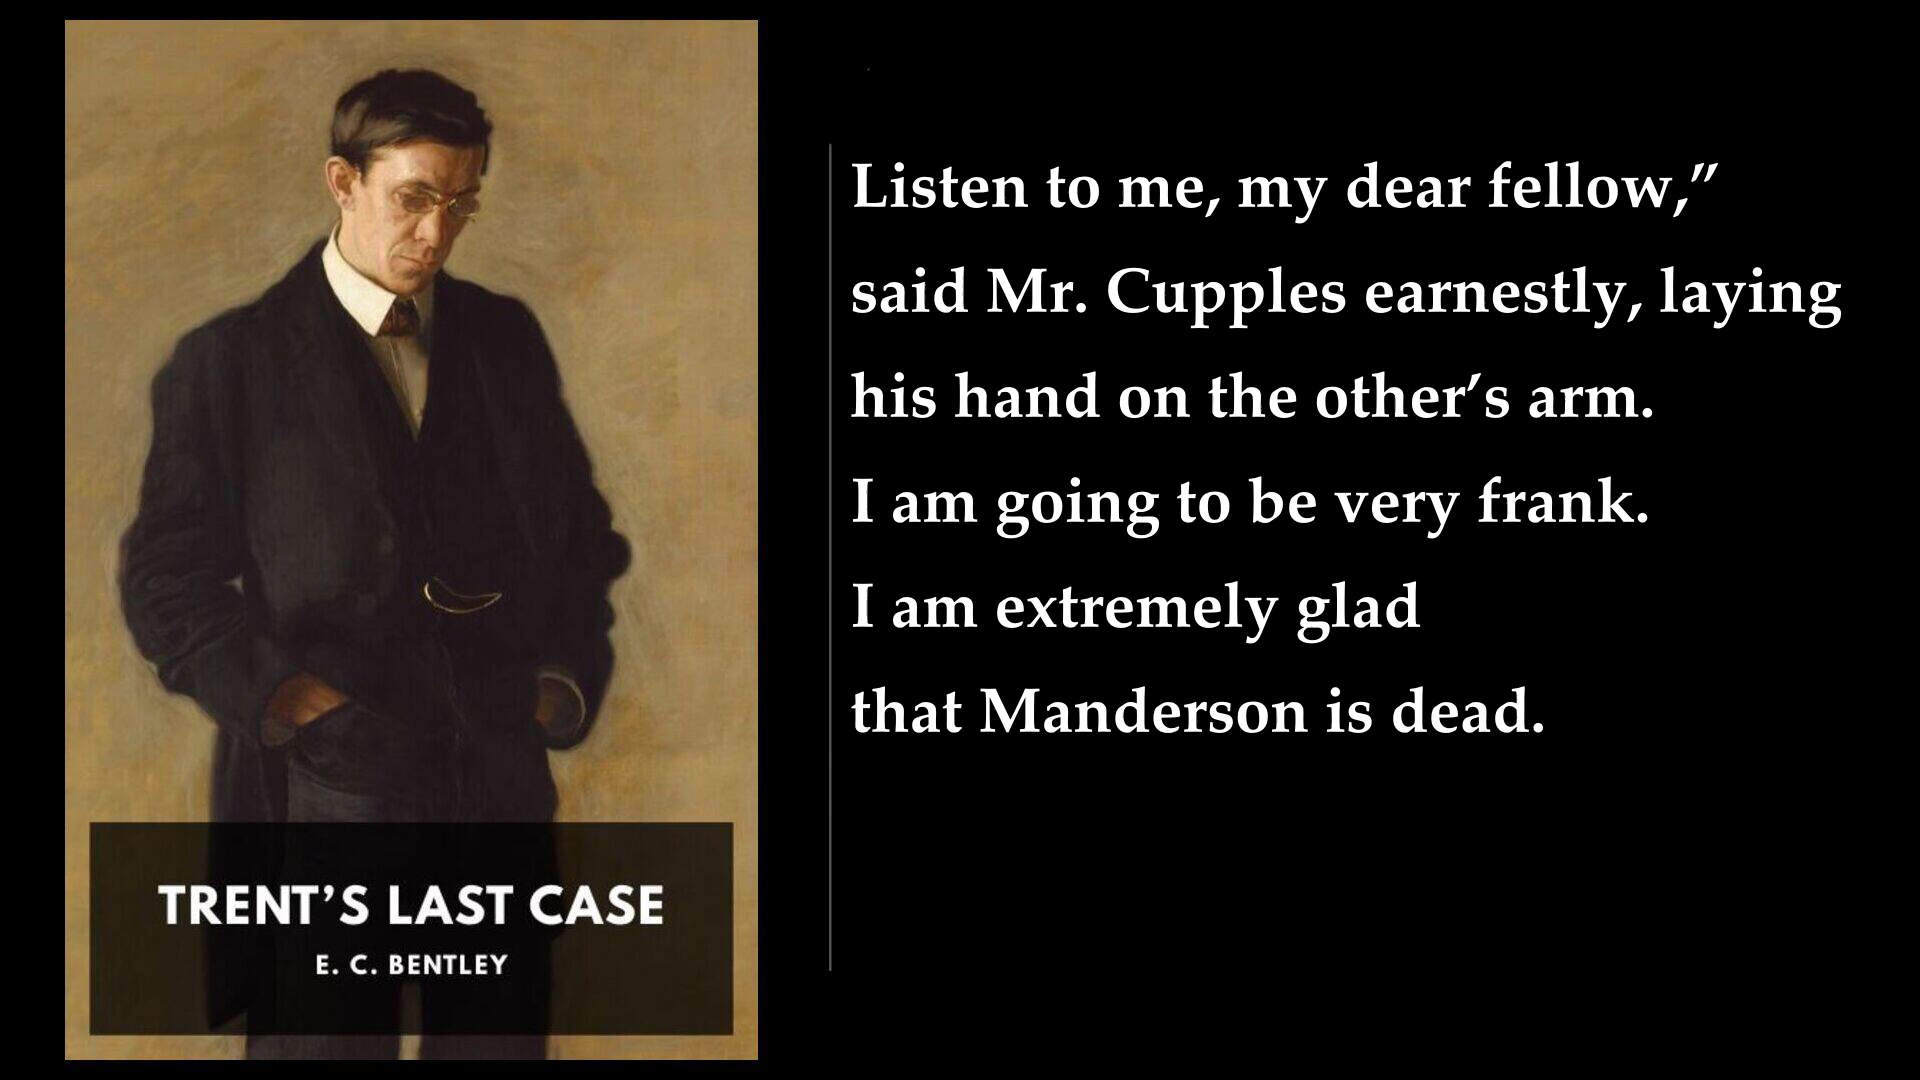 TRENT’S LAST CASE
E. C. BENTLEY
Listen to me, my dear fellow,”
said Mr. Cupples earnestly, laying
his hand on the other’s arm.
I am going to be very frank.
I am extremely glad
that Manderson is dead.